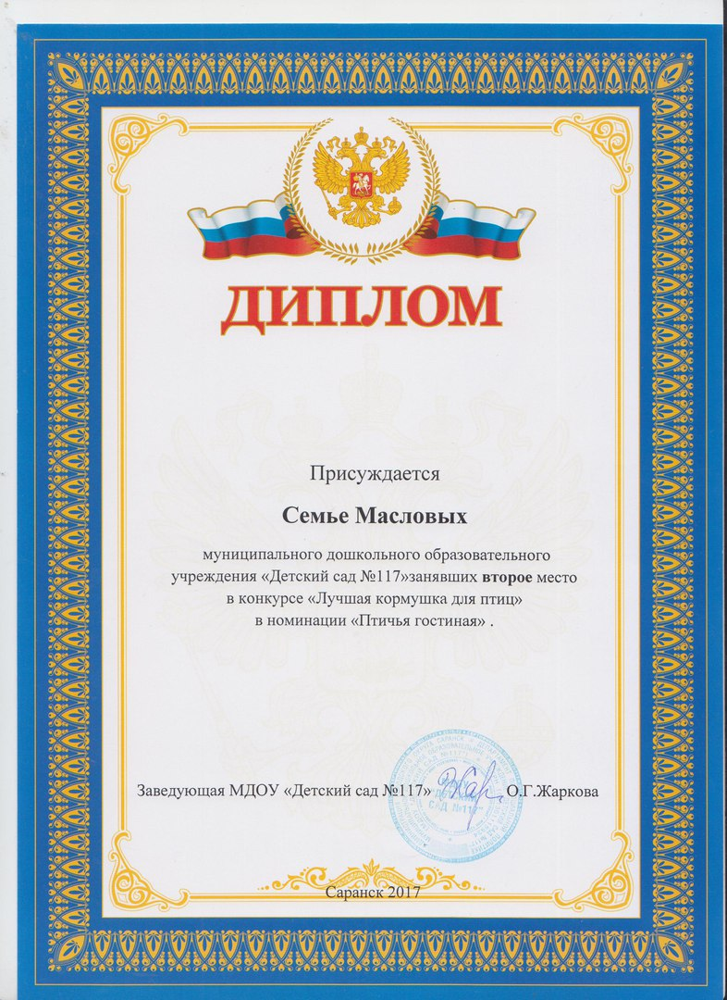 ДИПЛОМ
Присуждается
Семье Масловых
муниципального дошкольного образовательного
учреждения «Детский сад №117»занявших второе место
в конкурсе «Лучшая кормушка для птиц»
в номинации «Птичья гостиная» .
Заведующая МДОУ «Детский сад №117» О.Г.Жаркова
Саранск 2017